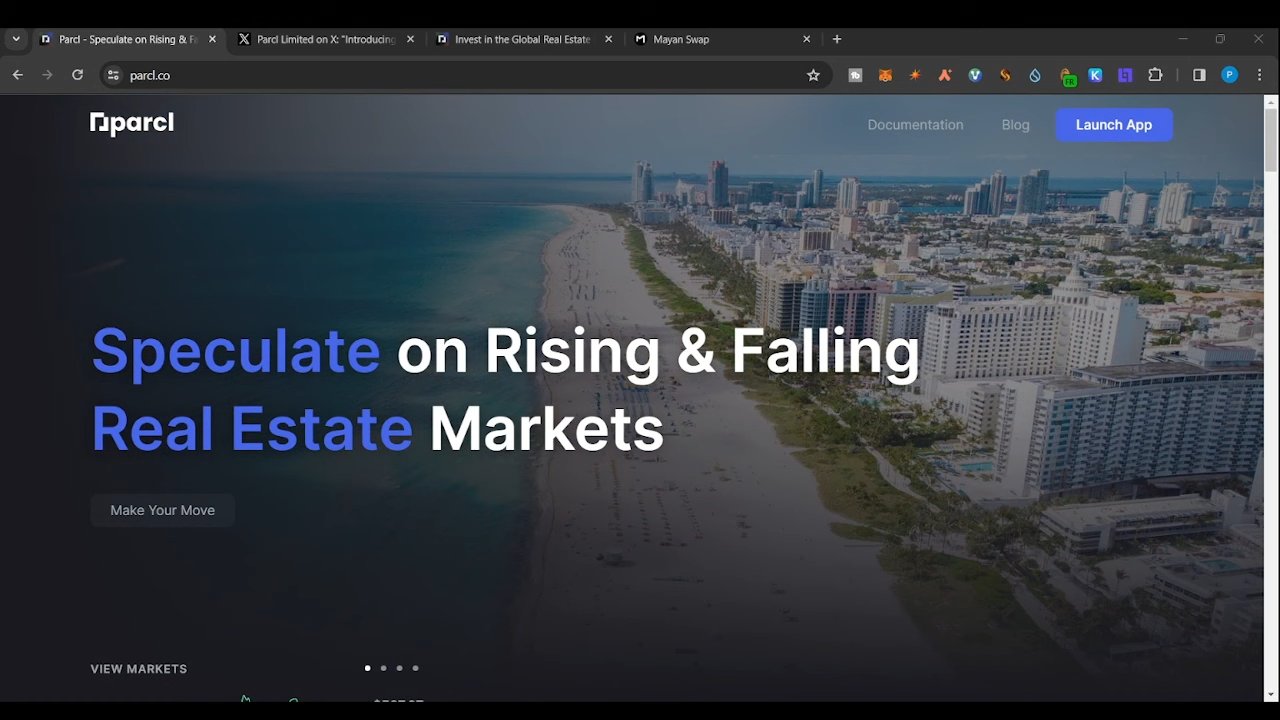 Parcl - Speculate on Rising & Fa
Parcl Limited on X: "Introducing
Invest in the Global Real Estate
Mayan Swap
parcl.co
FR
K
P
parcl
Documentation
Blog
Launch App
Speculate on Rising & Falling
Real Estate Markets
Make Your Move
VIEW MARKETS